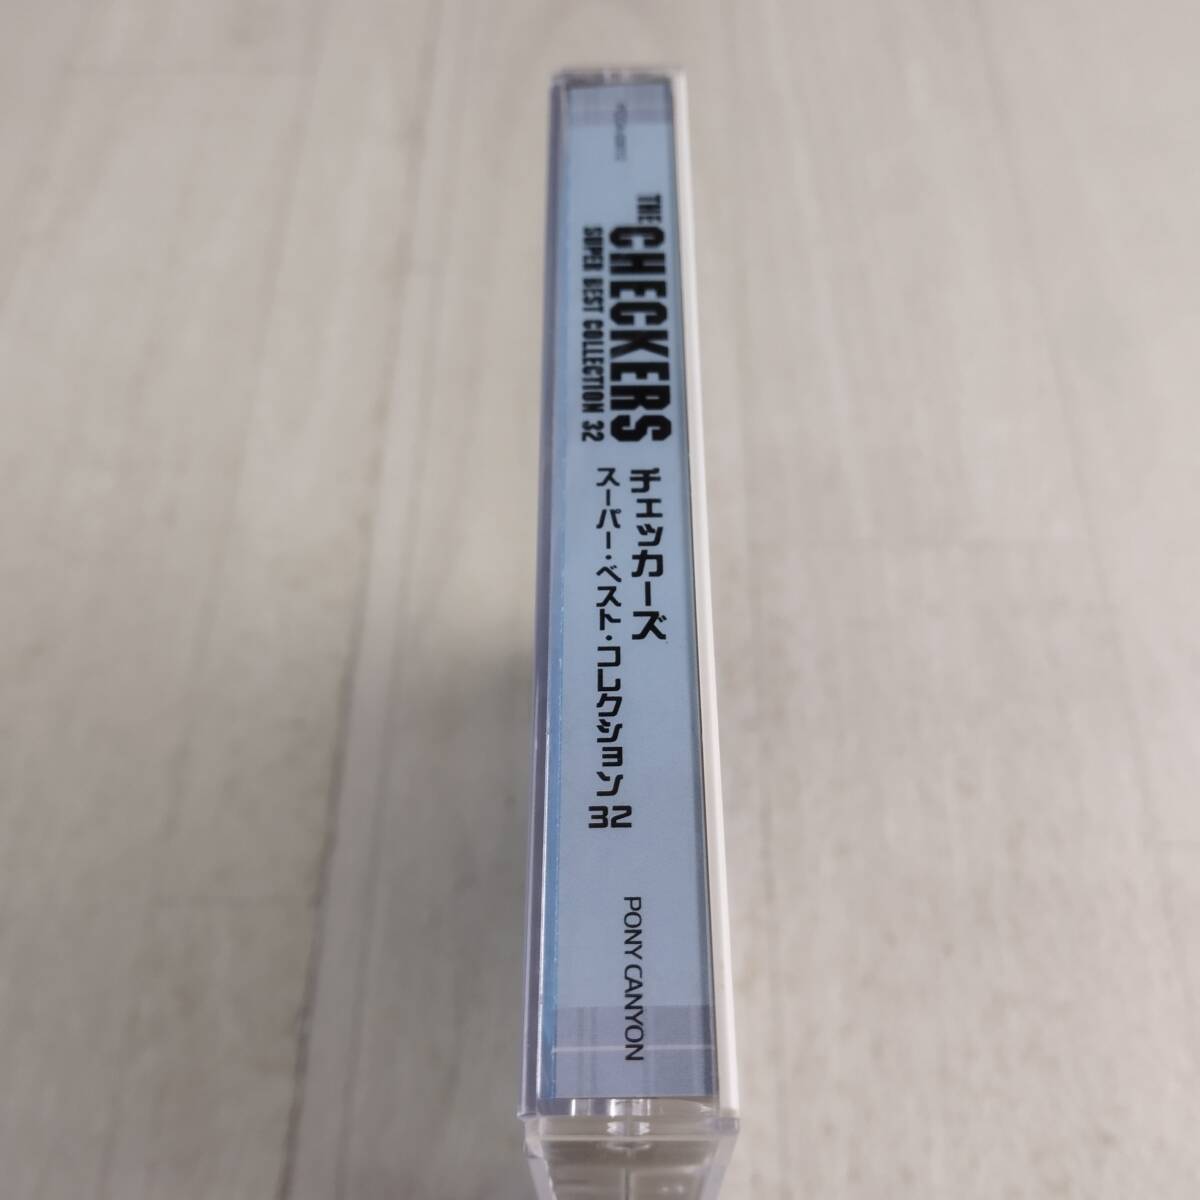 THE CHECKERS
SUPER BEST COLLECTION 32
チェッカーズ
スーパー・ベスト・コレクション 32
PONY CANYON